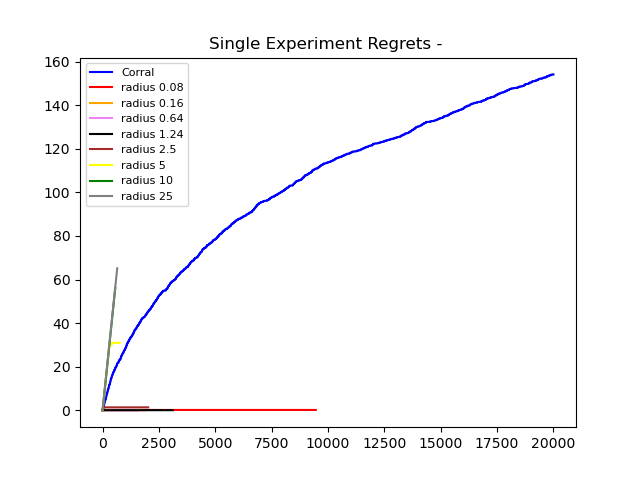 Single Experiment Regrets -
160
140
120
100
80
60
40
20
0
Corral
radius 0.08
radius 0.16
radius 0.64
radius 1.24
radius 2.5
radius 5
radius 10
radius 25
0 2500 5000 7500 10000 12500 15000 17500 20000